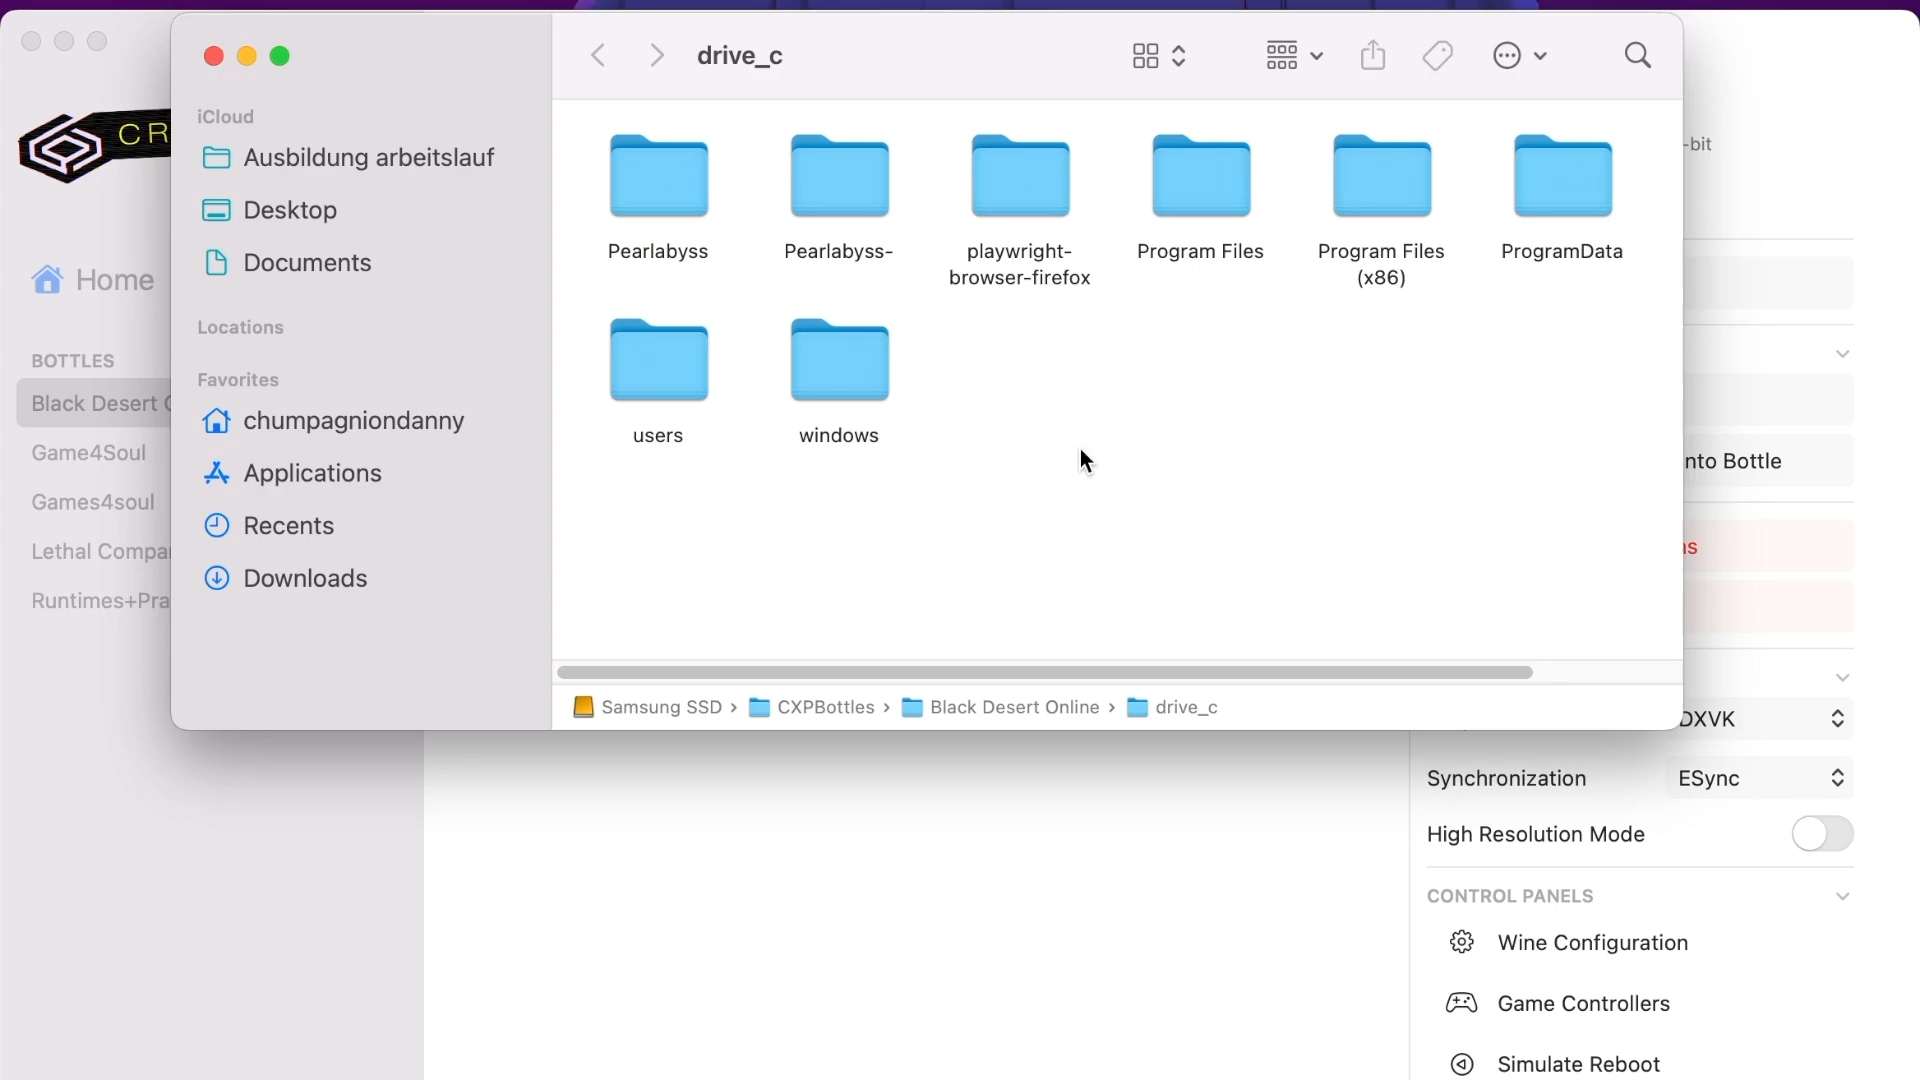 drive_c
iCloud
Ausbildung arbeitslauf
Desktop
Documents
Locations
Favorites
chumpagniondanny
Applications
Recents
Downloads
Pearlabyss
Pearlabyss-
playwright-
browser-firefox
Program Files
Program Files
(x86)
ProgramData
users
windows
Samsung SSD
CXPBottles
Black Desert Online
drive_c
CR
Home
BOTTLES
Black Desert
Game4Soul
Games4soul
Lethal Compa
Runtimes+Pra
-bit
nto Bottle
DXVK
Synchronization
ESync
High Resolution Mode
CONTROL PANELS
Wine Configuration
Game Controllers
Simulate Reboot